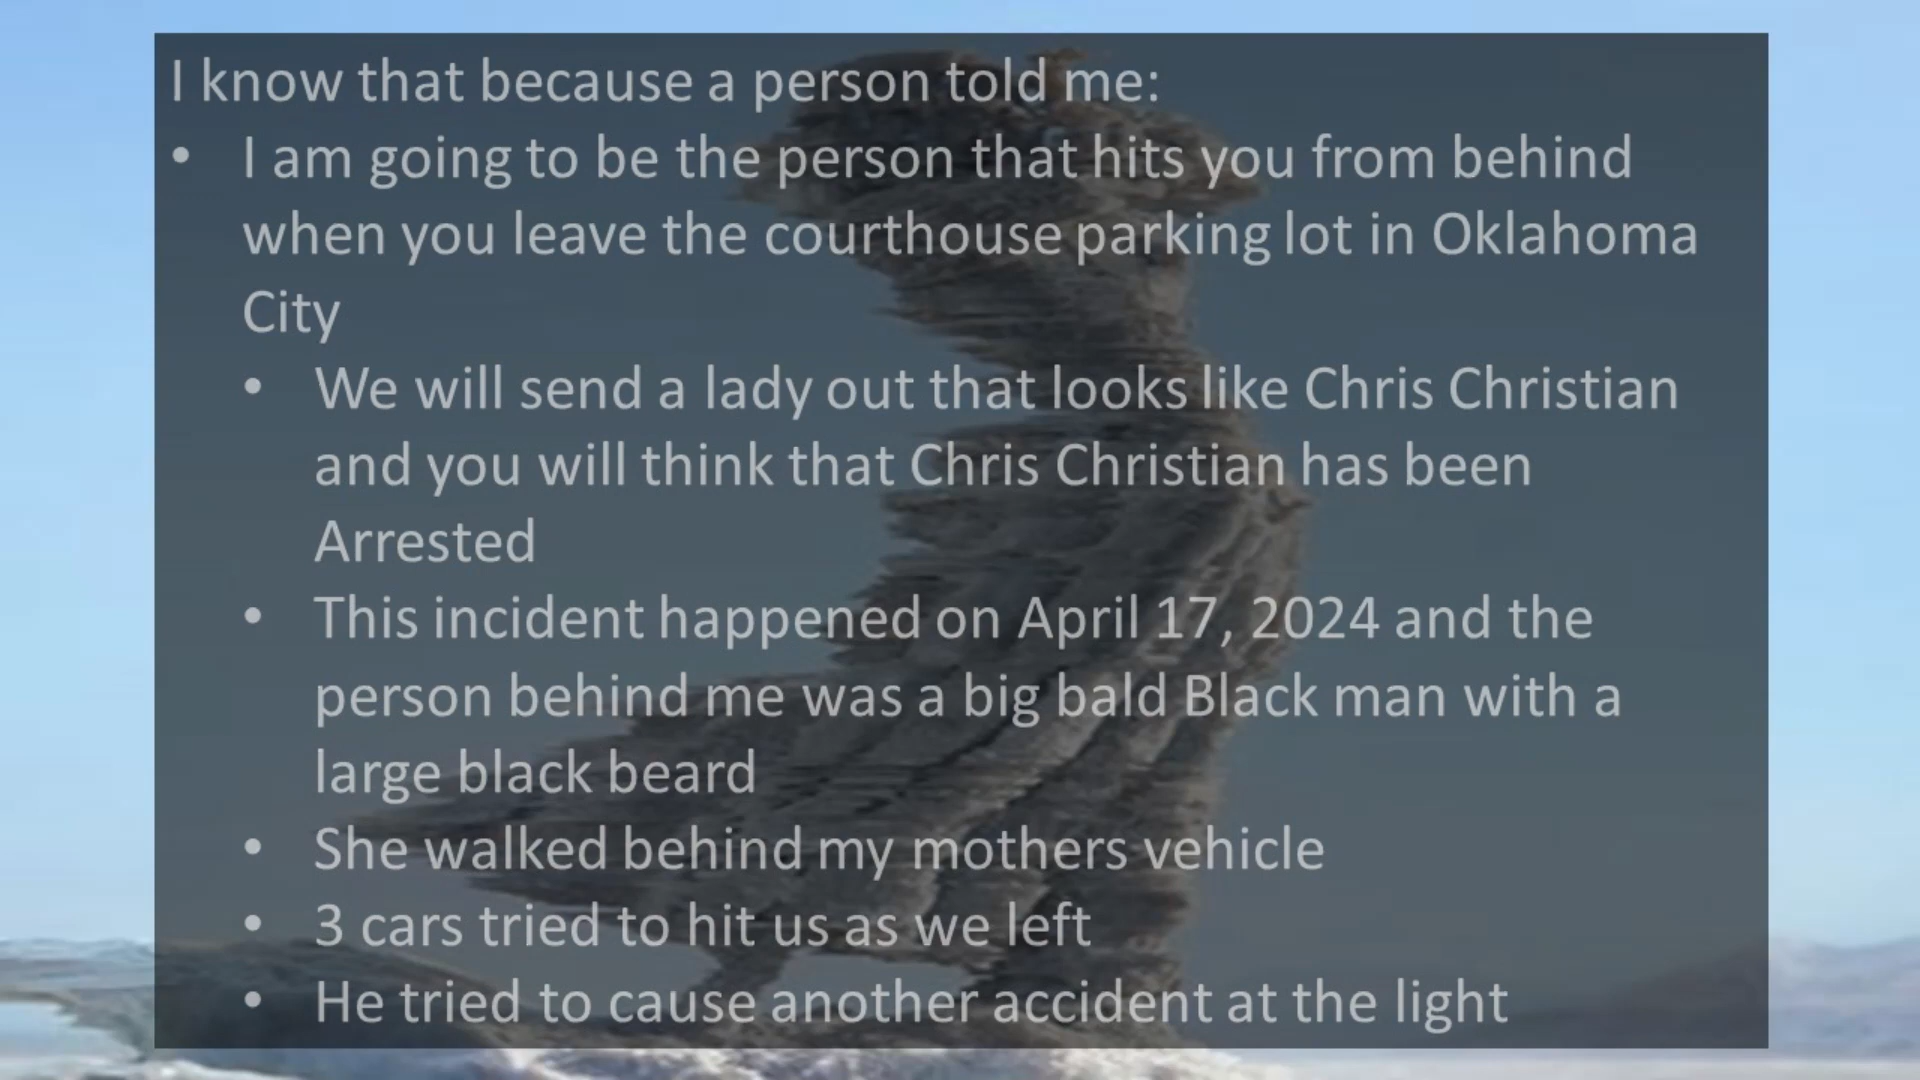 I know that because a person told me:
• I am going to be the person that hits you from behind
when you leave the courthouse parking lot in Oklahoma
City
• We will send a lady out that looks like Chris Christian
and you will think that Chris Christian has been
Arrested
• This incident happened on April 17, 2024 and the
person behind me was a big bald Black man with a
large black beard
• She walked behind my mothers vehicle
• 3 cars tried to hit us as we left
• He tried to cause another accident at the light